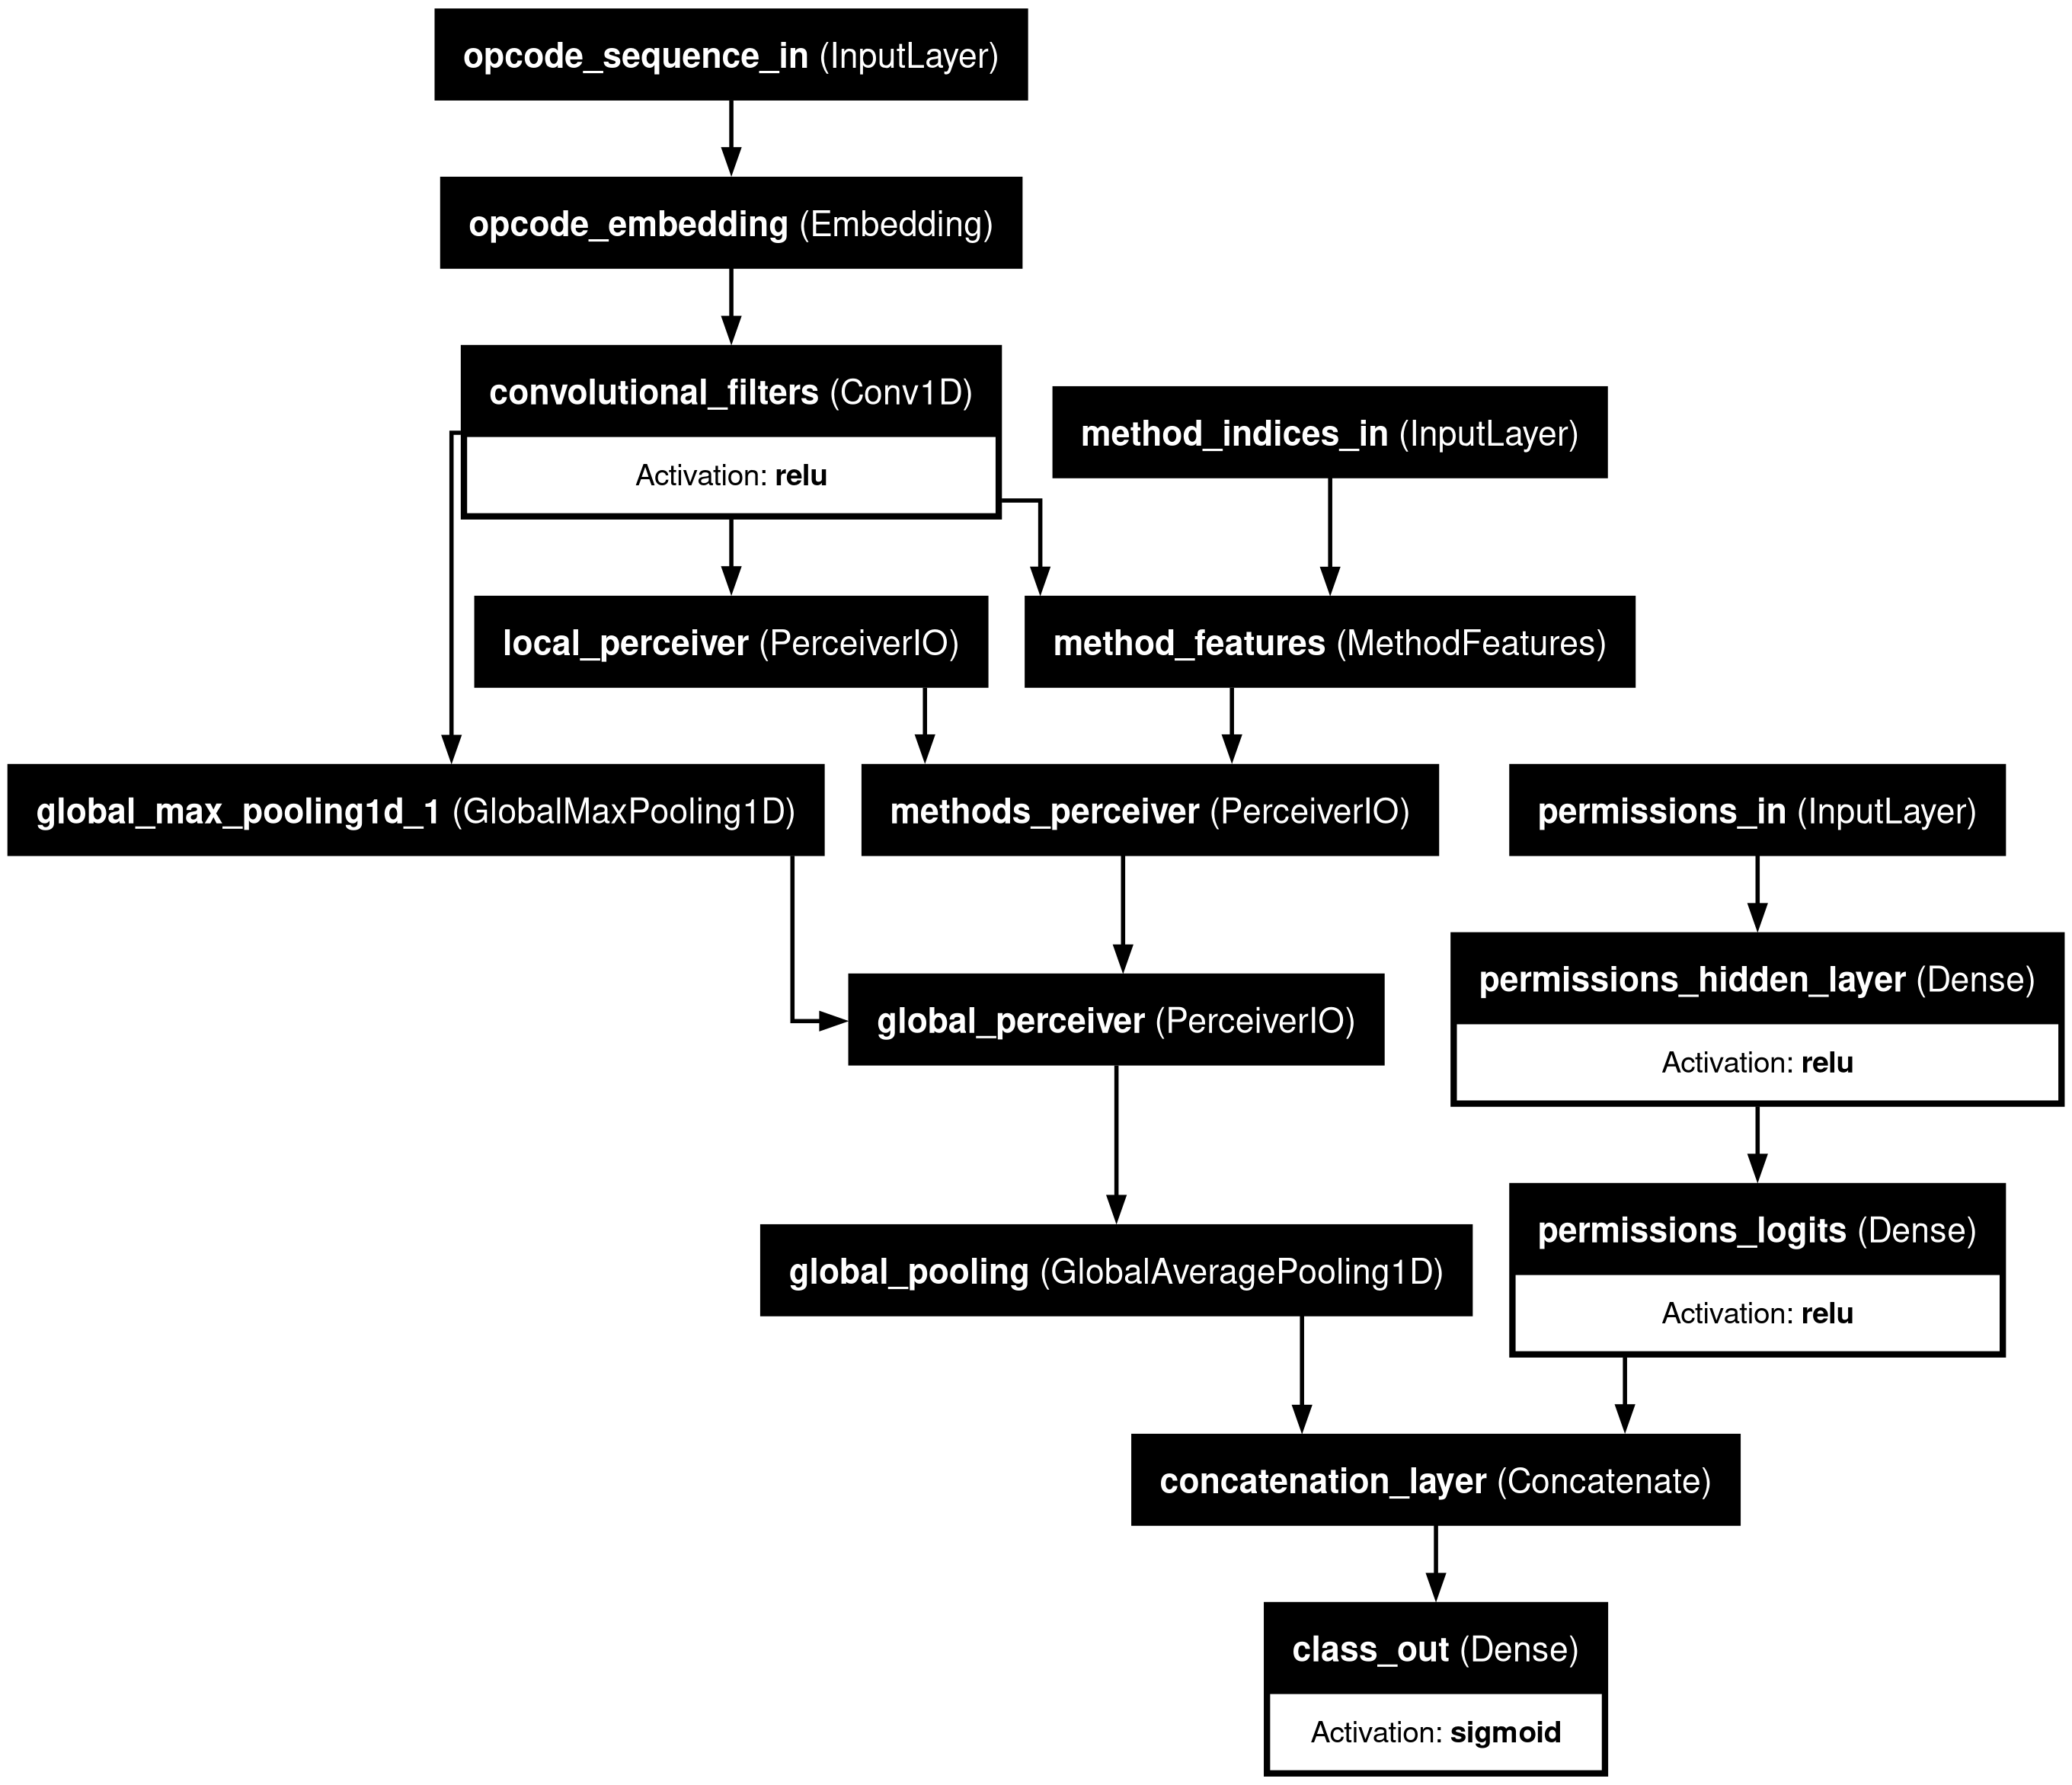 opcode_sequence_in (InputLayer)
opcode_embedding (Embedding)
convolutional_filters (Conv1D)
Activation: relu
method_indices_in (InputLayer)
local_perceiver (PerceiverIO)
method_features (MethodFeatures)
global_max_pooling1d_1 (GlobalMaxPooling1D)
methods_perceiver (PerceiverIO)
permissions_in (InputLayer)
global_perceiver (PerceiverIO)
permissions_hidden_layer (Dense)
Activation: relu
global_pooling (GlobalAveragePooling1D)
permissions_logits (Dense)
Activation: relu
concatenation_layer (Concatenate)
class_out (Dense)
Activation: sigmoid